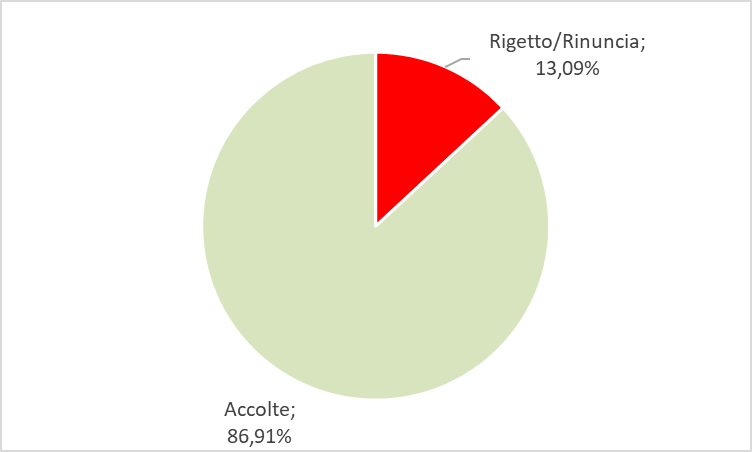 Rigetto/Rinuncia;
13,09%
Accolte;
86,91%